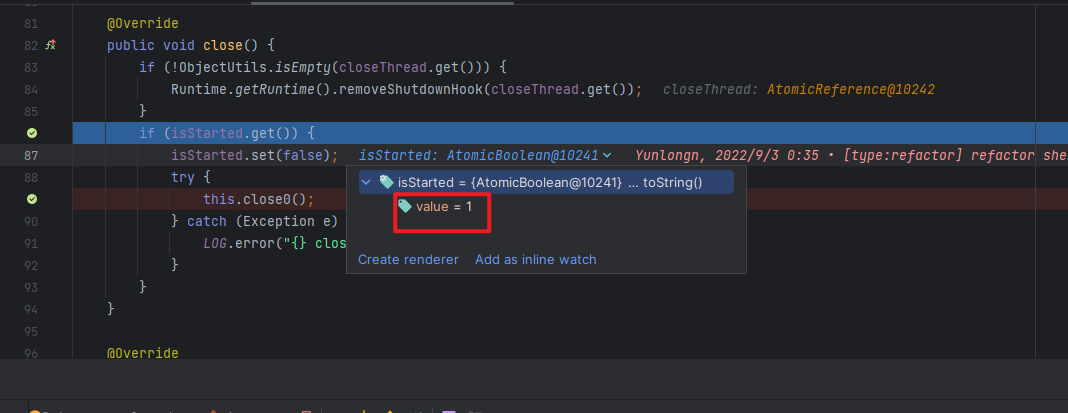 81 @Override
82 public void close() {
83 if (!ObjectUtils.isEmpty(closeThread.get())) {
84 Runtime.getRuntime().removeShutdownHook(closeThread.get()); closeThread: AtomicReference@10242
85 }
if (isStarted.get()) {
87 isStarted.set(false); isStarted: AtomicBoolean@10241 Yunlongn, 2022/9/3 0:35 • [type:refactor] refactor she
88 try {
isStarted = {AtomicBoolean@10241} ... toString()
this.close0();
value = 1
90 } catch (Exception e)
91 LOG.error("{} clos
92 }
Create renderer Add as inline watch
93 }
94 }
95
96 @Override